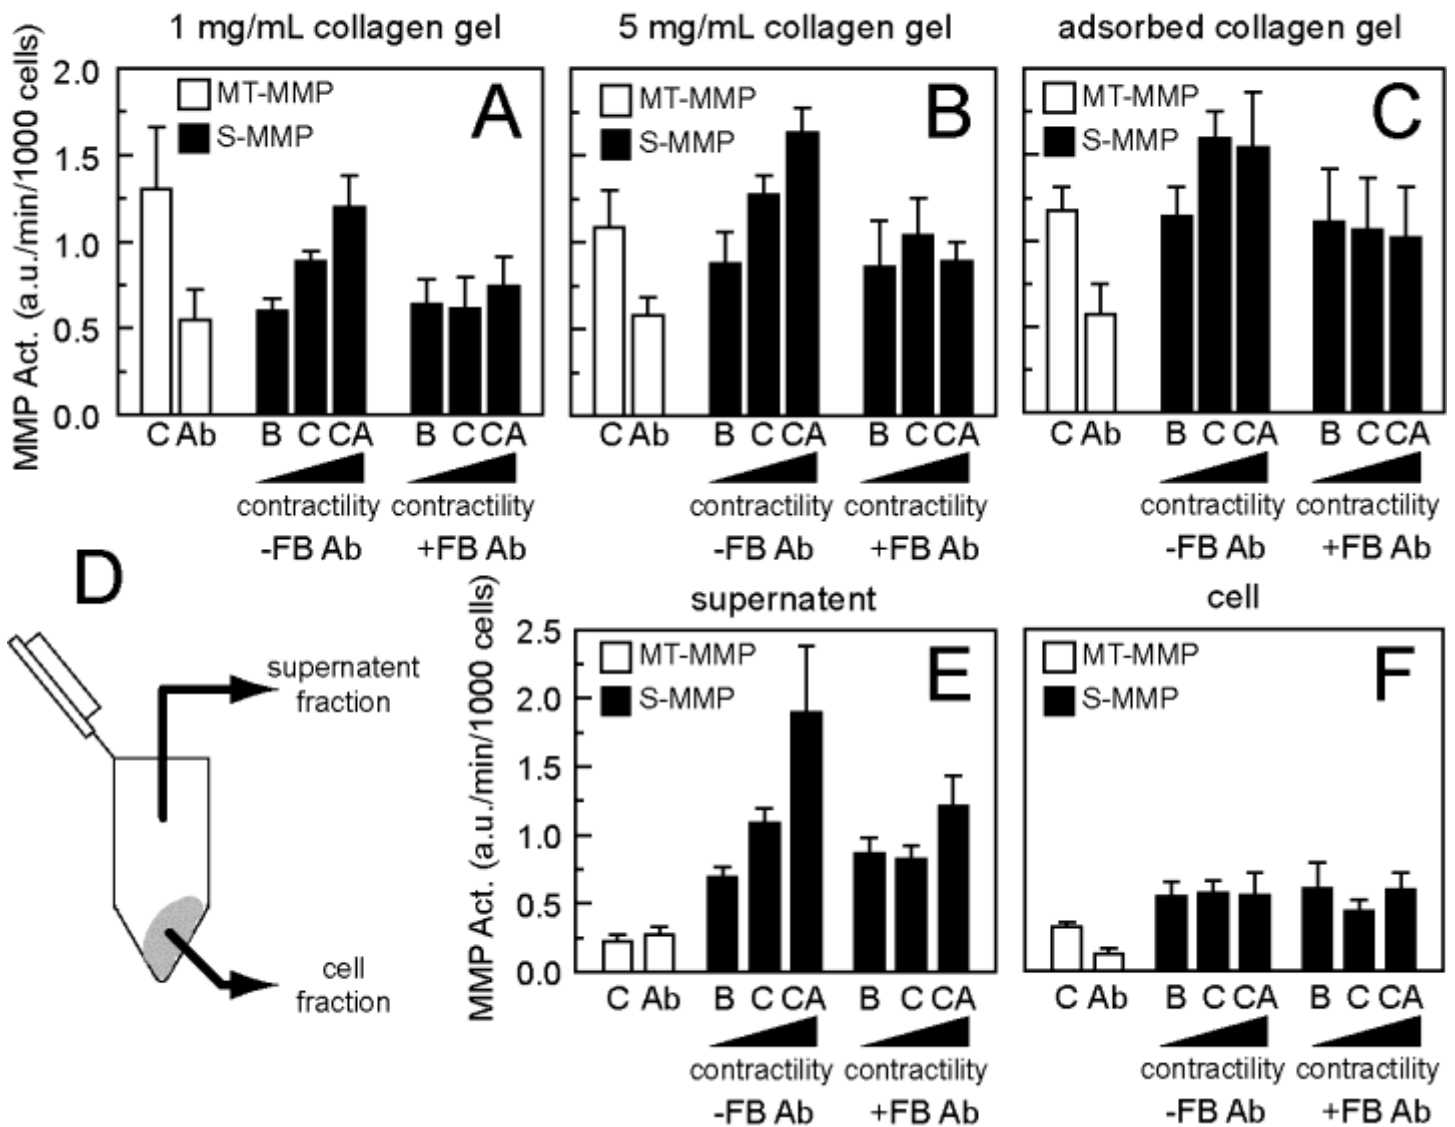 1 mg/mL collagen gel
5 mg/mL collagen gel
adsorbed collagen gel
MMP Act. (a.u./min/1000 cells)
2.0
1.5
1.0
0.5
0.0
MT-MMP
S-MMP
A
C Ab
B C CA
B C CA
contractility contractility
-FB Ab +FB Ab
MT-MMP
S-MMP
B
C Ab
B C CA
B C CA
contractility contractility
-FB Ab +FB Ab
MT-MMP
S-MMP
C
C Ab
B C CA
B C CA
contractility contractility
-FB Ab +FB Ab
D
supernatent
fraction
cell
fraction
supernatent
MMP Act. (a.u./min/1000 cells)
2.5
2.0
1.5
1.0
0.5
0.0
MT-MMP
S-MMP
E
C Ab
B C CA
B C CA
contractility contractility
-FB Ab +FB Ab
cell
MT-MMP
S-MMP
F
C Ab
B C CA
B C CA
contractility contractility
-FB Ab +FB Ab